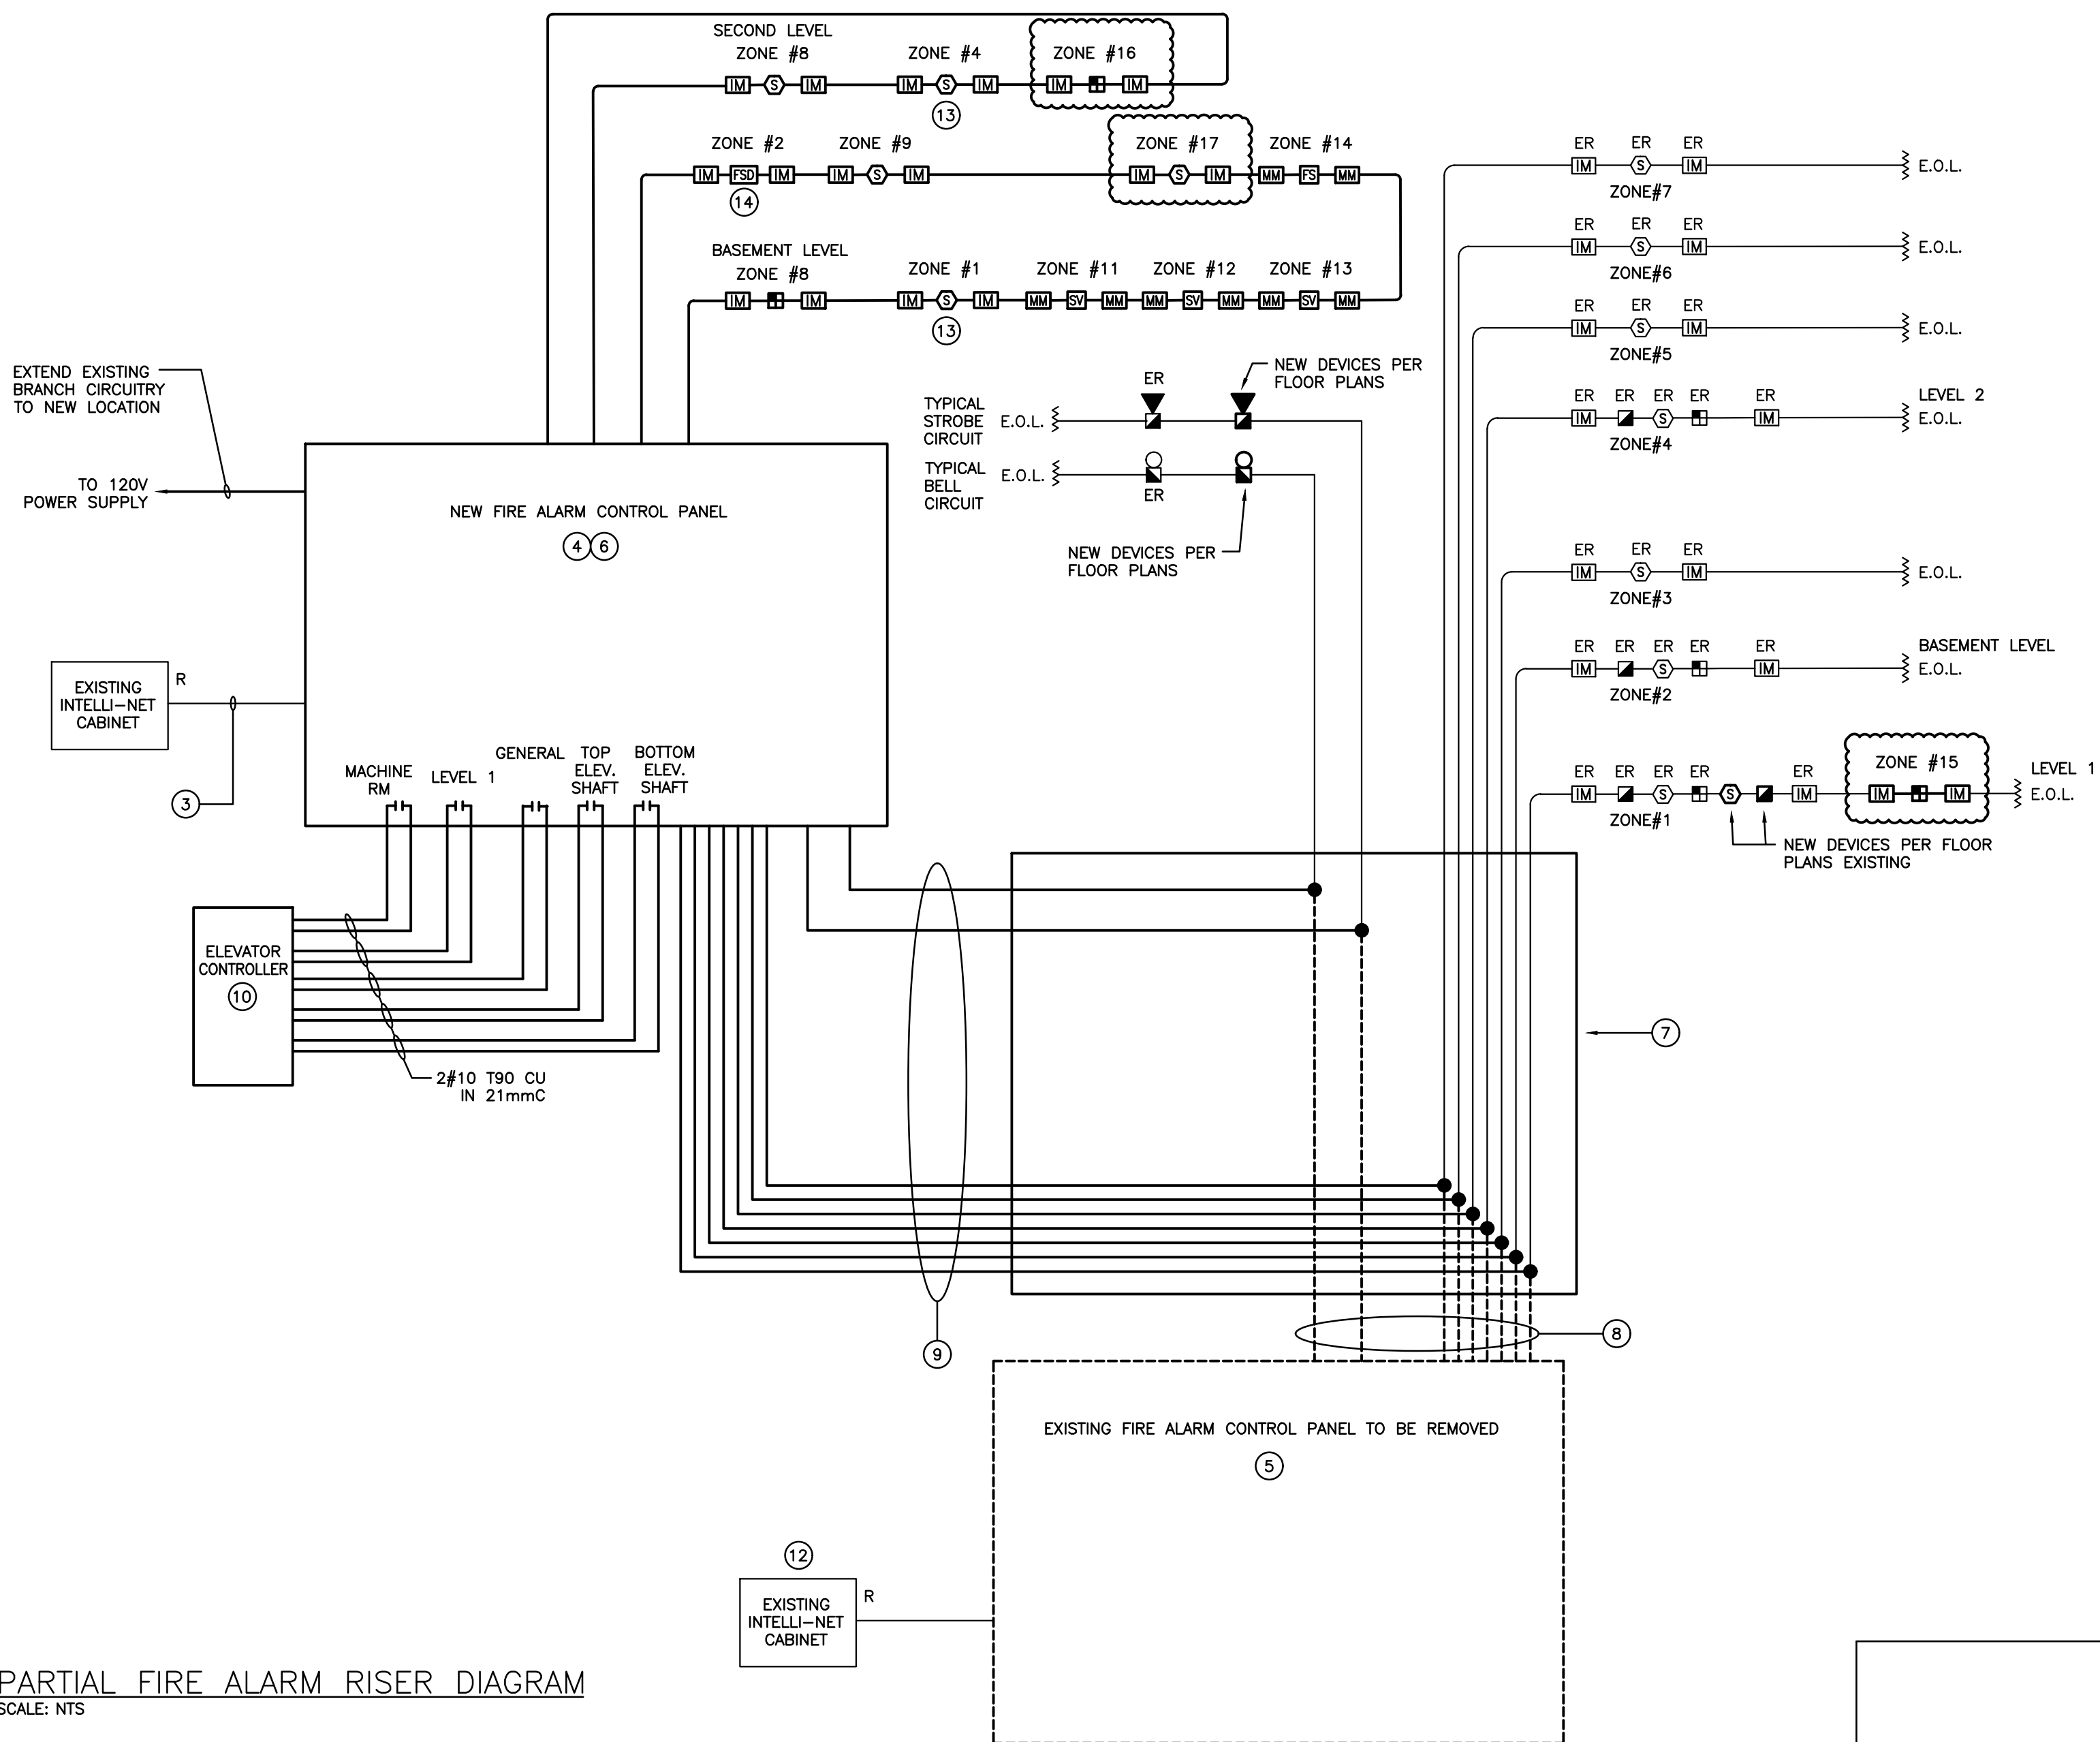 SECOND LEVEL
ZONE #8
ZONE #4
ZONE #16
IM S IM
IM S IM
IM IM
13
ZONE #2
ZONE #9
ZONE #17
ZONE #14
IM FSD IM
IM S IM
IM S IM
MM FS MM
14
BASEMENT LEVEL
ZONE #8
ZONE #1
ZONE #11
ZONE #12
ZONE #13
IM IM
IM S IM
MM SV MM
MM SV MM
MM SV MM
13
EXTEND EXISTING
BRANCH CIRCUITRY
TO NEW LOCATION
TO 120V
POWER SUPPLY
NEW FIRE ALARM CONTROL PANEL
4 6
TYPICAL
STROBE
CIRCUIT
E.O.L.
ER
NEW DEVICES PER
FLOOR PLANS
TYPICAL
BELL
CIRCUIT
E.O.L.
ER
NEW DEVICES PER
FLOOR PLANS
ER ER ER
IM S IM
E.O.L.
ZONE#7
ER ER ER
IM S IM
E.O.L.
ZONE#6
ER ER ER
IM S IM
E.O.L.
ZONE#5
ER ER ER ER ER
LEVEL 2
IM S IM
E.O.L.
ZONE#4
ER ER ER
IM S IM
E.O.L.
ZONE#3
ER ER ER ER ER
BASEMENT LEVEL
IM S IM
E.O.L.
ZONE#2
ER ER ER ER ER
ZONE #15
LEVEL 1
IM S S IM
IM IM
E.O.L.
ZONE#1
NEW DEVICES PER FLOOR
PLANS EXISTING
EXISTING
INTELLI-NET
CABINET
R
3
MACHINE
RM
LEVEL 1
GENERAL
TOP
ELEV.
SHAFT
BOTTOM
ELEV.
SHAFT
ELEVATOR
CONTROLLER
10
2#10 T90 CU
IN 21mmC
7
9
8
EXISTING FIRE ALARM CONTROL PANEL TO BE REMOVED
5
12
EXISTING
INTELLI-NET
CABINET
R
PARTIAL FIRE ALARM RISER DIAGRAM
SCALE: NTS